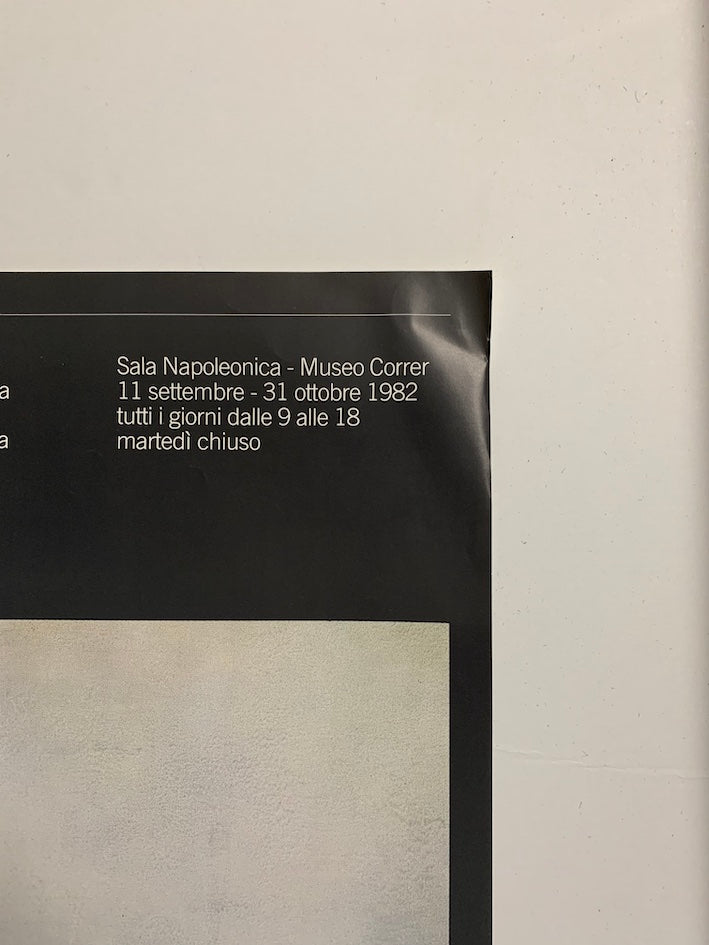 a
a
Sala Napoleonica - Museo Correr
11 settembre - 31 ottobre 1982
tutti i giorni dalle 9 alle 18
martedì chiuso